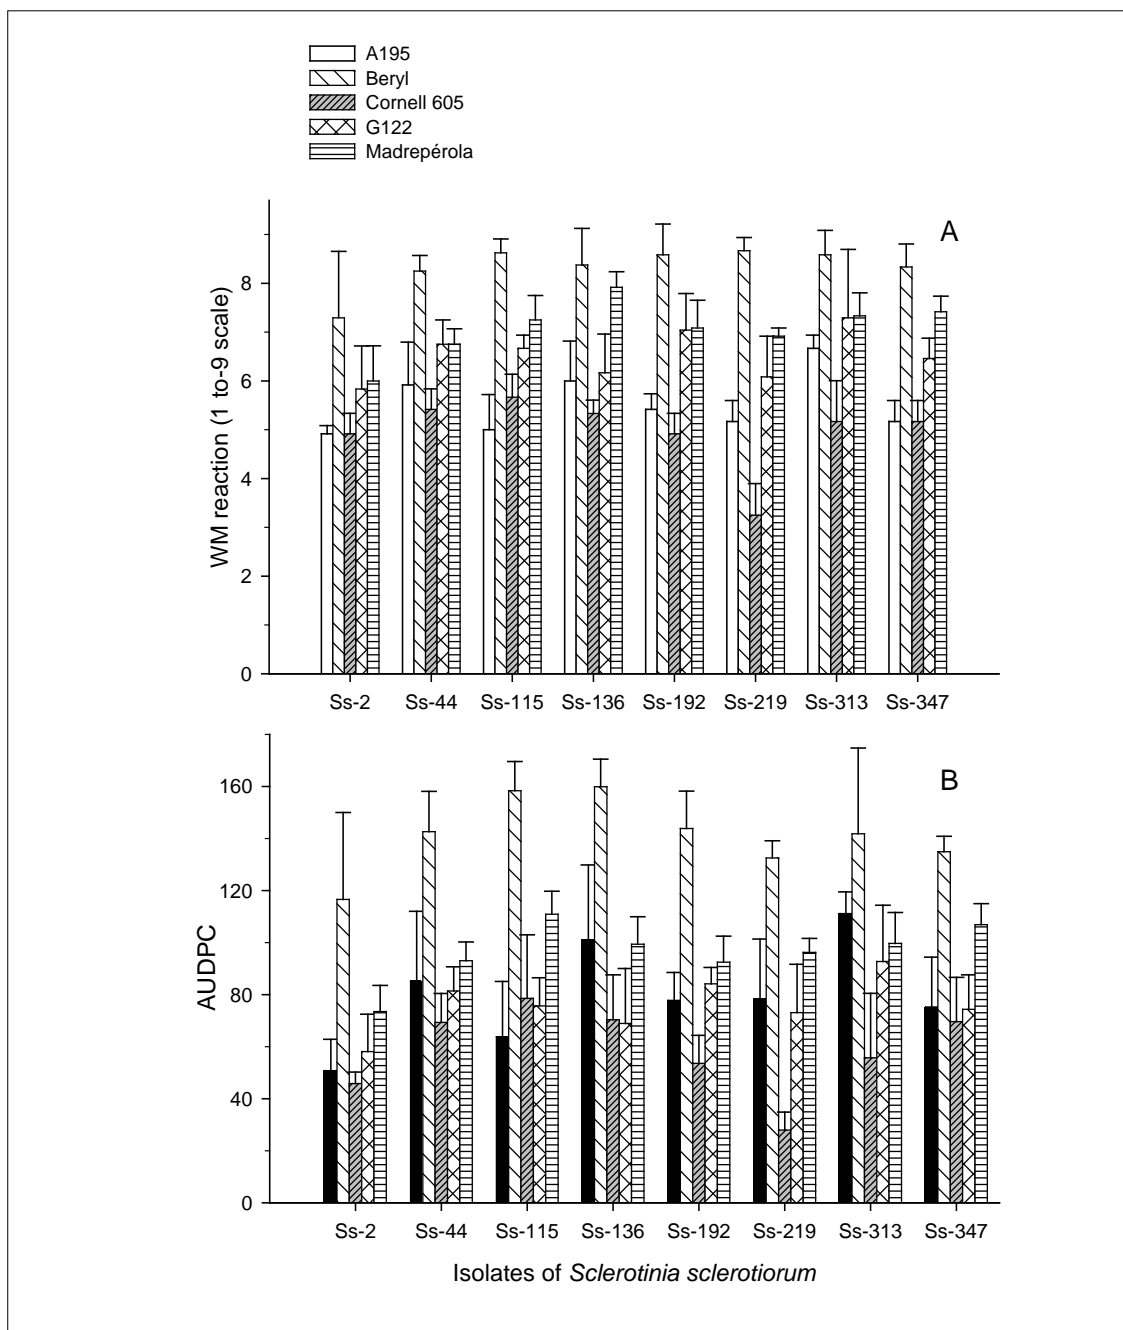 A195
Beryl
Cornell 605
G122
Madrepérola
A
WM reaction (1 to-9 scale)
8
6
4
2
0
Ss-2 Ss-44 Ss-115 Ss-136 Ss-192 Ss-219 Ss-313 Ss-347
B
AUDPC
160
120
80
40
0
Ss-2 Ss-44 Ss-115 Ss-136 Ss-192 Ss-219 Ss-313 Ss-347
Isolates of Sclerotinia sclerotiorum